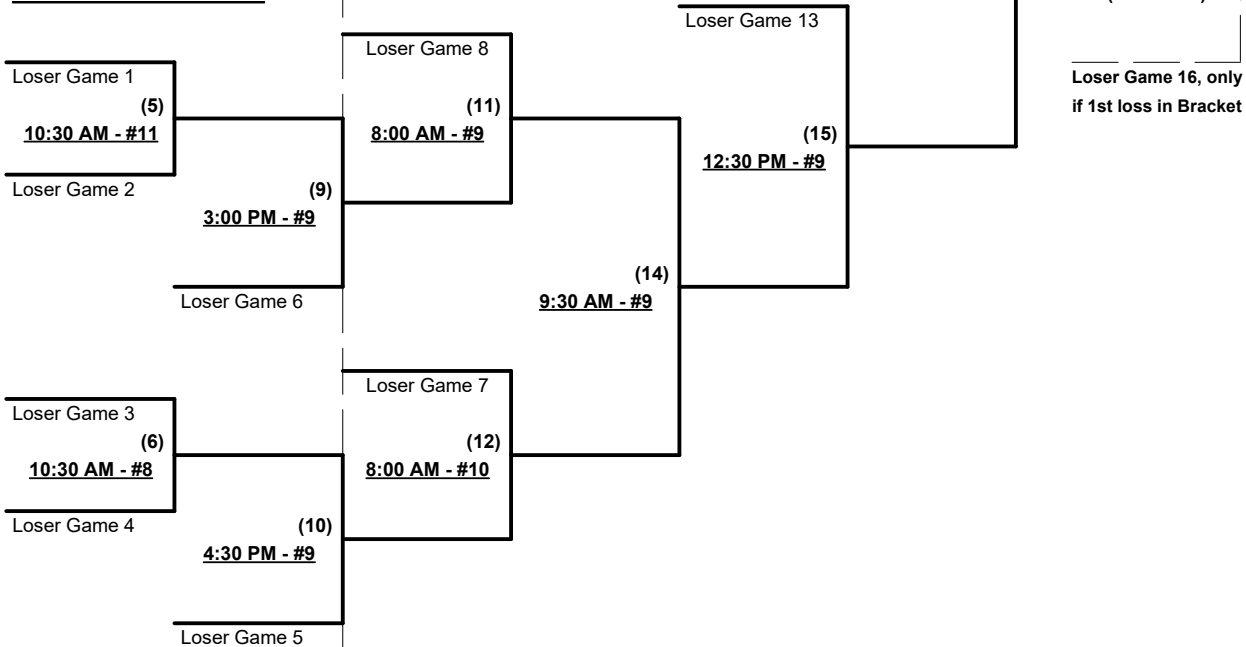 Loser Game 13
Loser Game 8
Loser Game 1
Loser Game 16, only
if 1st loss in Bracket
(5)
10:30 AM - #11
(11)
8:00 AM - #9
(15)
12:30 PM - #9
Loser Game 2
(9)
3:00 PM - #9
(14)
9:30 AM - #9
Loser Game 6
Loser Game 7
Loser Game 3
(6)
10:30 AM - #8
(12)
8:00 AM - #10
Loser Game 4
(10)
4:30 PM - #9
Loser Game 5